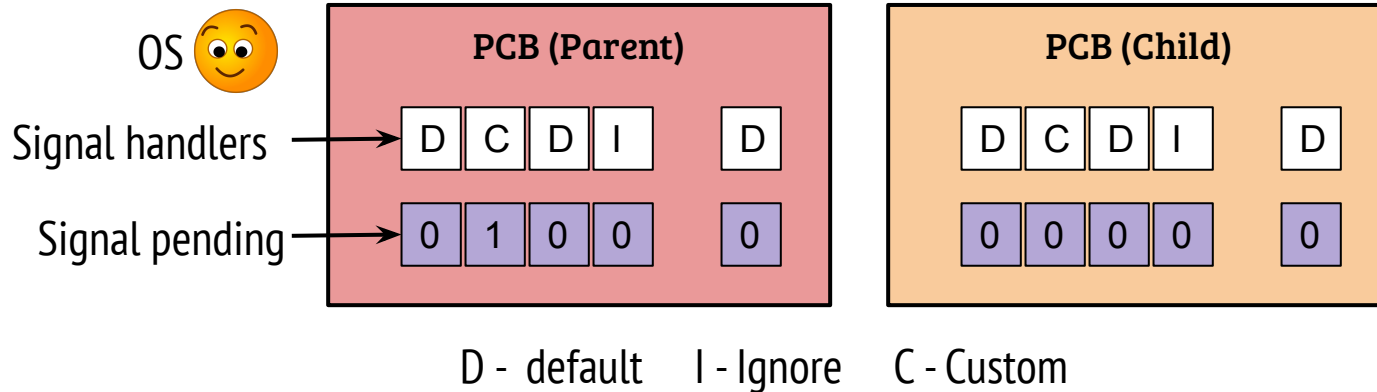 OS
PCB (Parent)
PCB (Child)
Signal handlers
D C D I D
D C D I D
Signal pending
0 1 0 0 0
0 0 0 0 0
D - default I - Ignore C - Custom